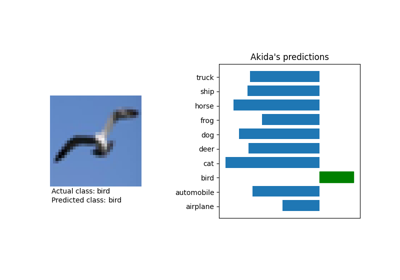 Akida's predictions
truck
ship
horse
frog
dog
deer
cat
bird
automobile
airplane
Actual class: bird
Predicted class: bird